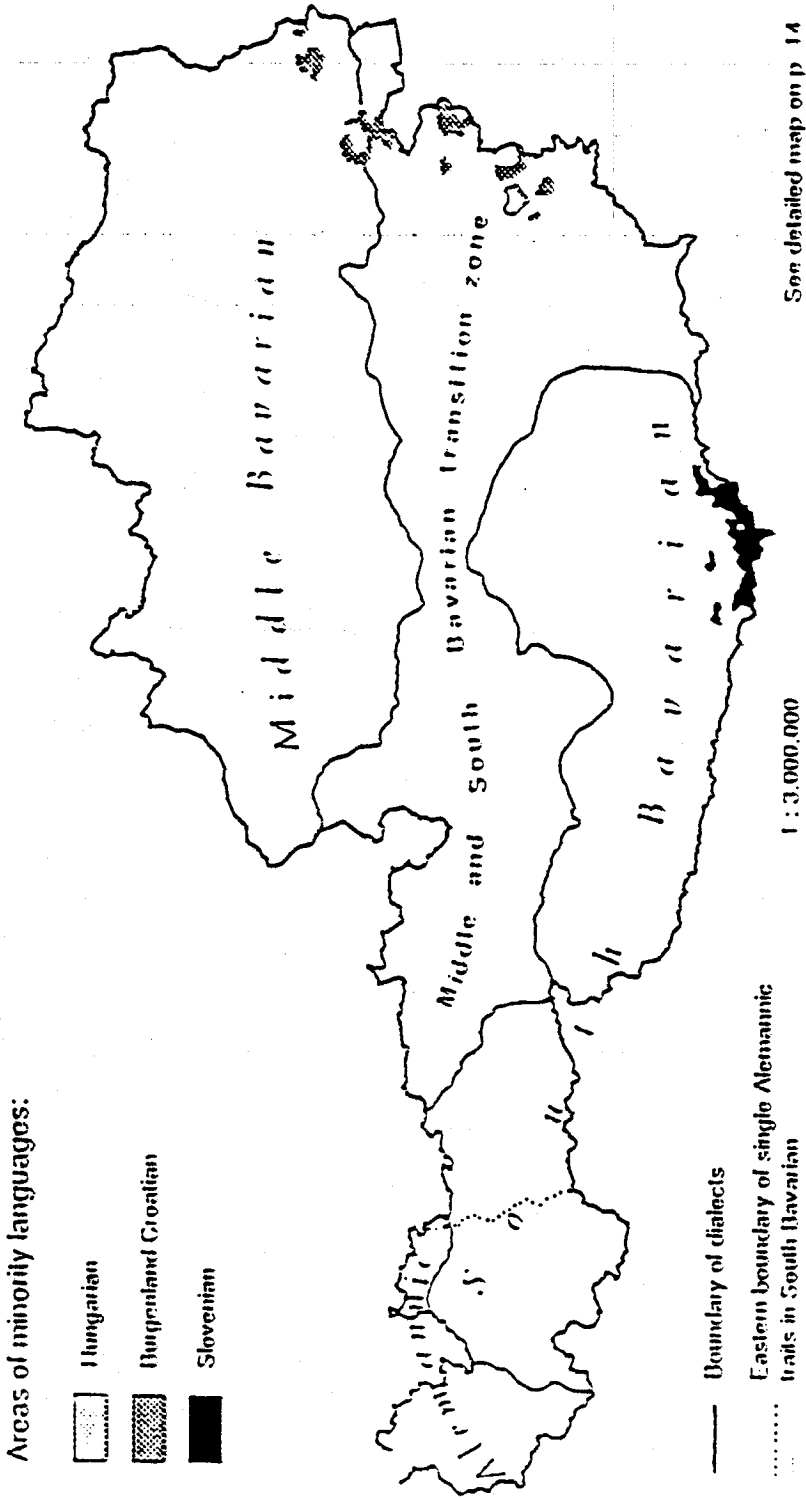 Areas of minority languages:
Hungarian
Burgenland Croatian
Slovenian
Middle Bavarian
Middle and South Bavarian transition zone
South Bavarian
Alemannic
Boundary of dialects
Eastern boundary of single Alemannic
traits in South Bavarian
1 : 3.000.000
See detailed map on p 14